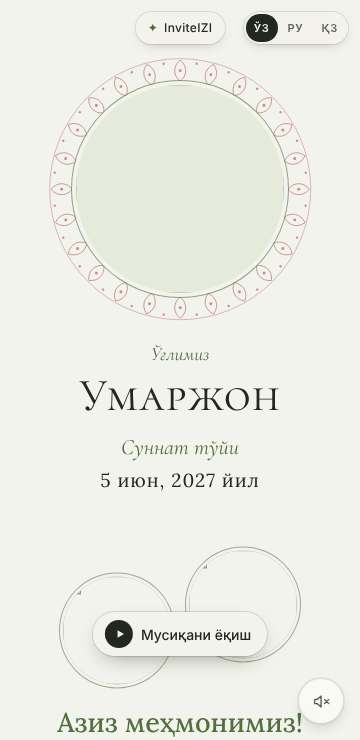 InviteIZI
ЎЗ РУ ҚЗ
Ўғлимиз
Умаржон
Суннат тўйи
5 июн, 2027 йил
Мусиқани ёқиш
Азиз меҳмонимиз!